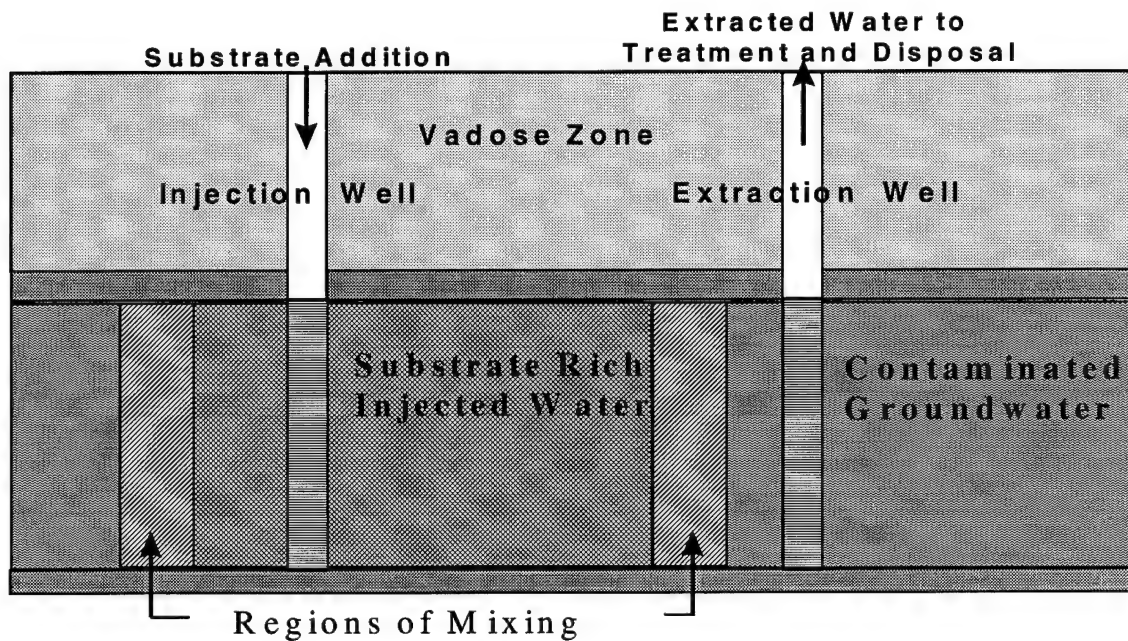 Extracted Water to
Treatment and Disposal
Substrate Addition
Vadose Zone
Injection Well
Extraction Well
Substrate Rich
Injected Water
Contaminated
Groundwater
Regions of Mixing